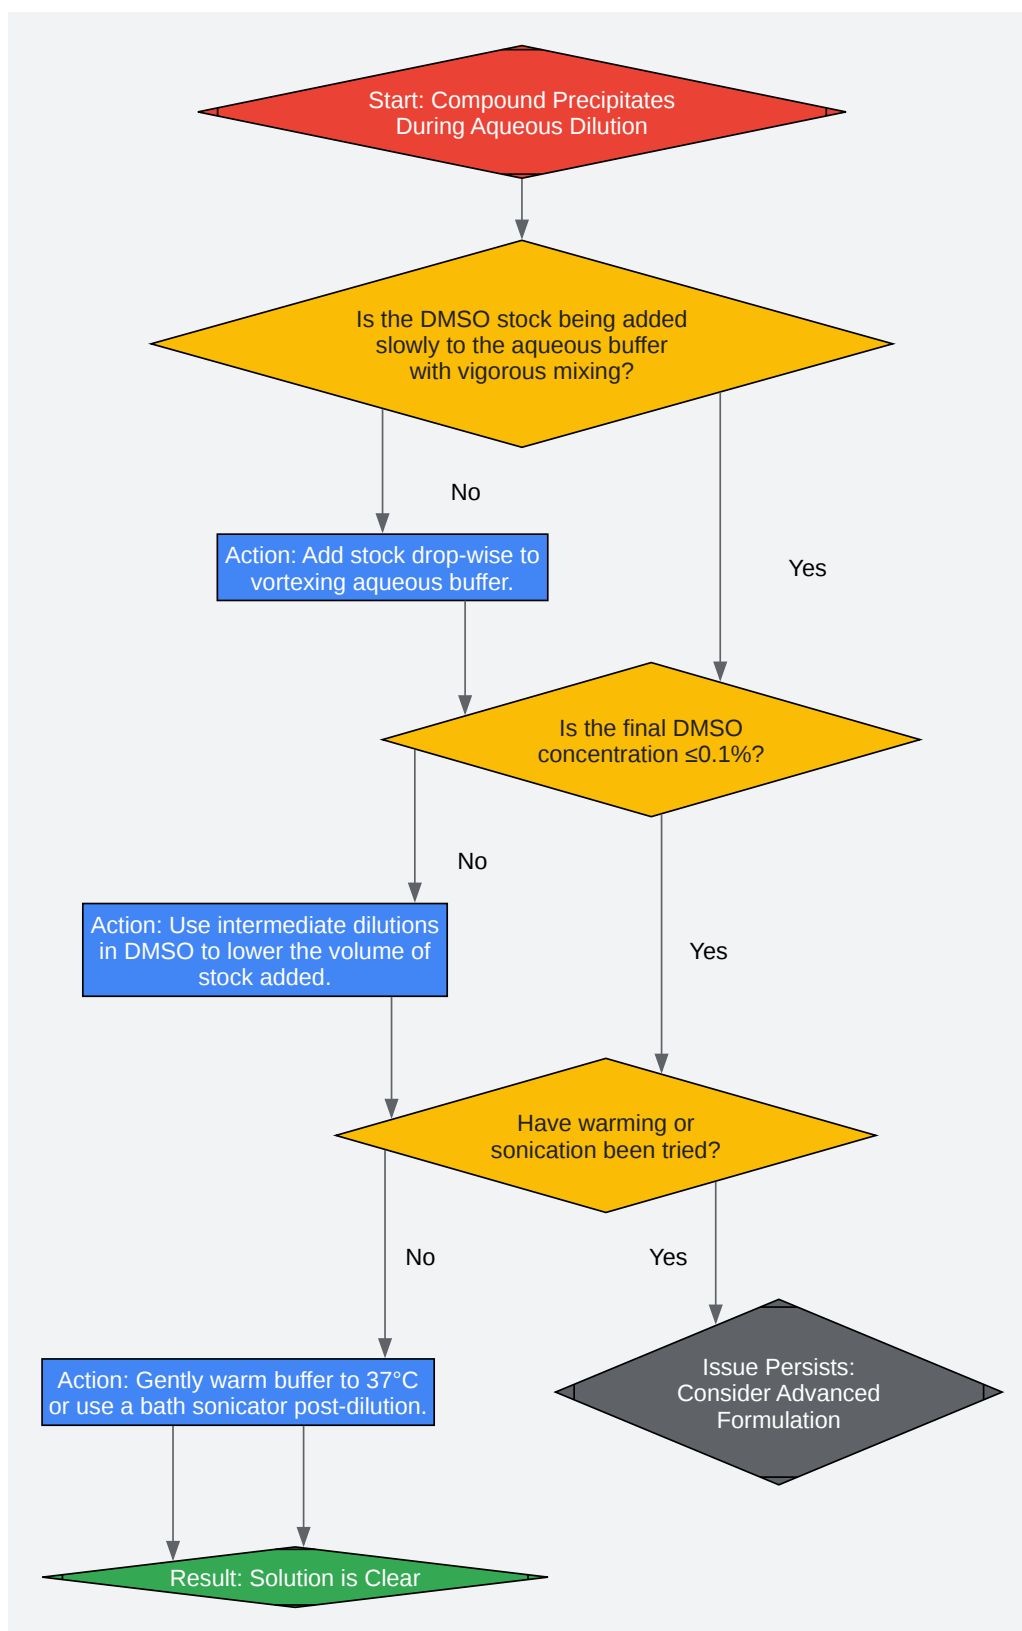 Start: Compound Precipitates
During Aqueous Dilution
Is the DMSO stock being added
slowly to the aqueous buffer
with vigorous mixing?
No
Action: Add stock drop-wise to
vortexing aqueous buffer.
Yes
Is the final DMSO
concentration ≤0.1%?
No
Action: Use intermediate dilutions
in DMSO to lower the volume of
stock added.
Yes
Have warming or
sonication been tried?
No
Yes
Action: Gently warm buffer to 37°C
or use a bath sonicator post-dilution.
Issue Persists:
Consider Advanced
Formulation
Result: Solution is Clear